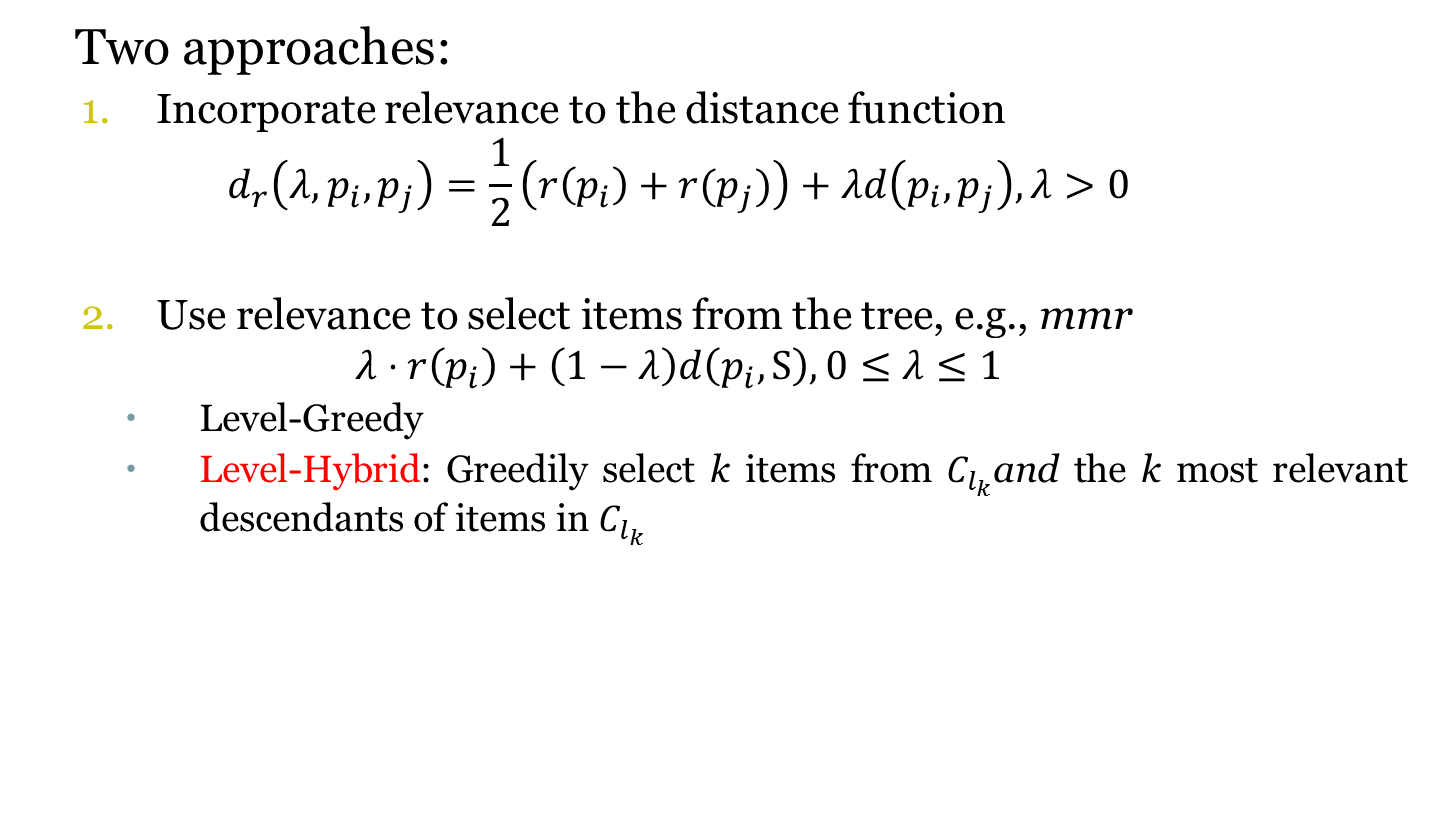 Two approaches:
1. Incorporate relevance to the distance function
d_r(λ, p_i, p_j) = 1/2 (r(p_i) + r(p_j)) + λd(p_i, p_j), λ > 0
2. Use relevance to select items from the tree, e.g., mmr
λ · r(p_i) + (1 − λ)d(p_i, S), 0 ≤ λ ≤ 1
• Level-Greedy
• Level-Hybrid: Greedily select k items from C_{l_k} and the k most relevant
descendants of items in C_{l_k}